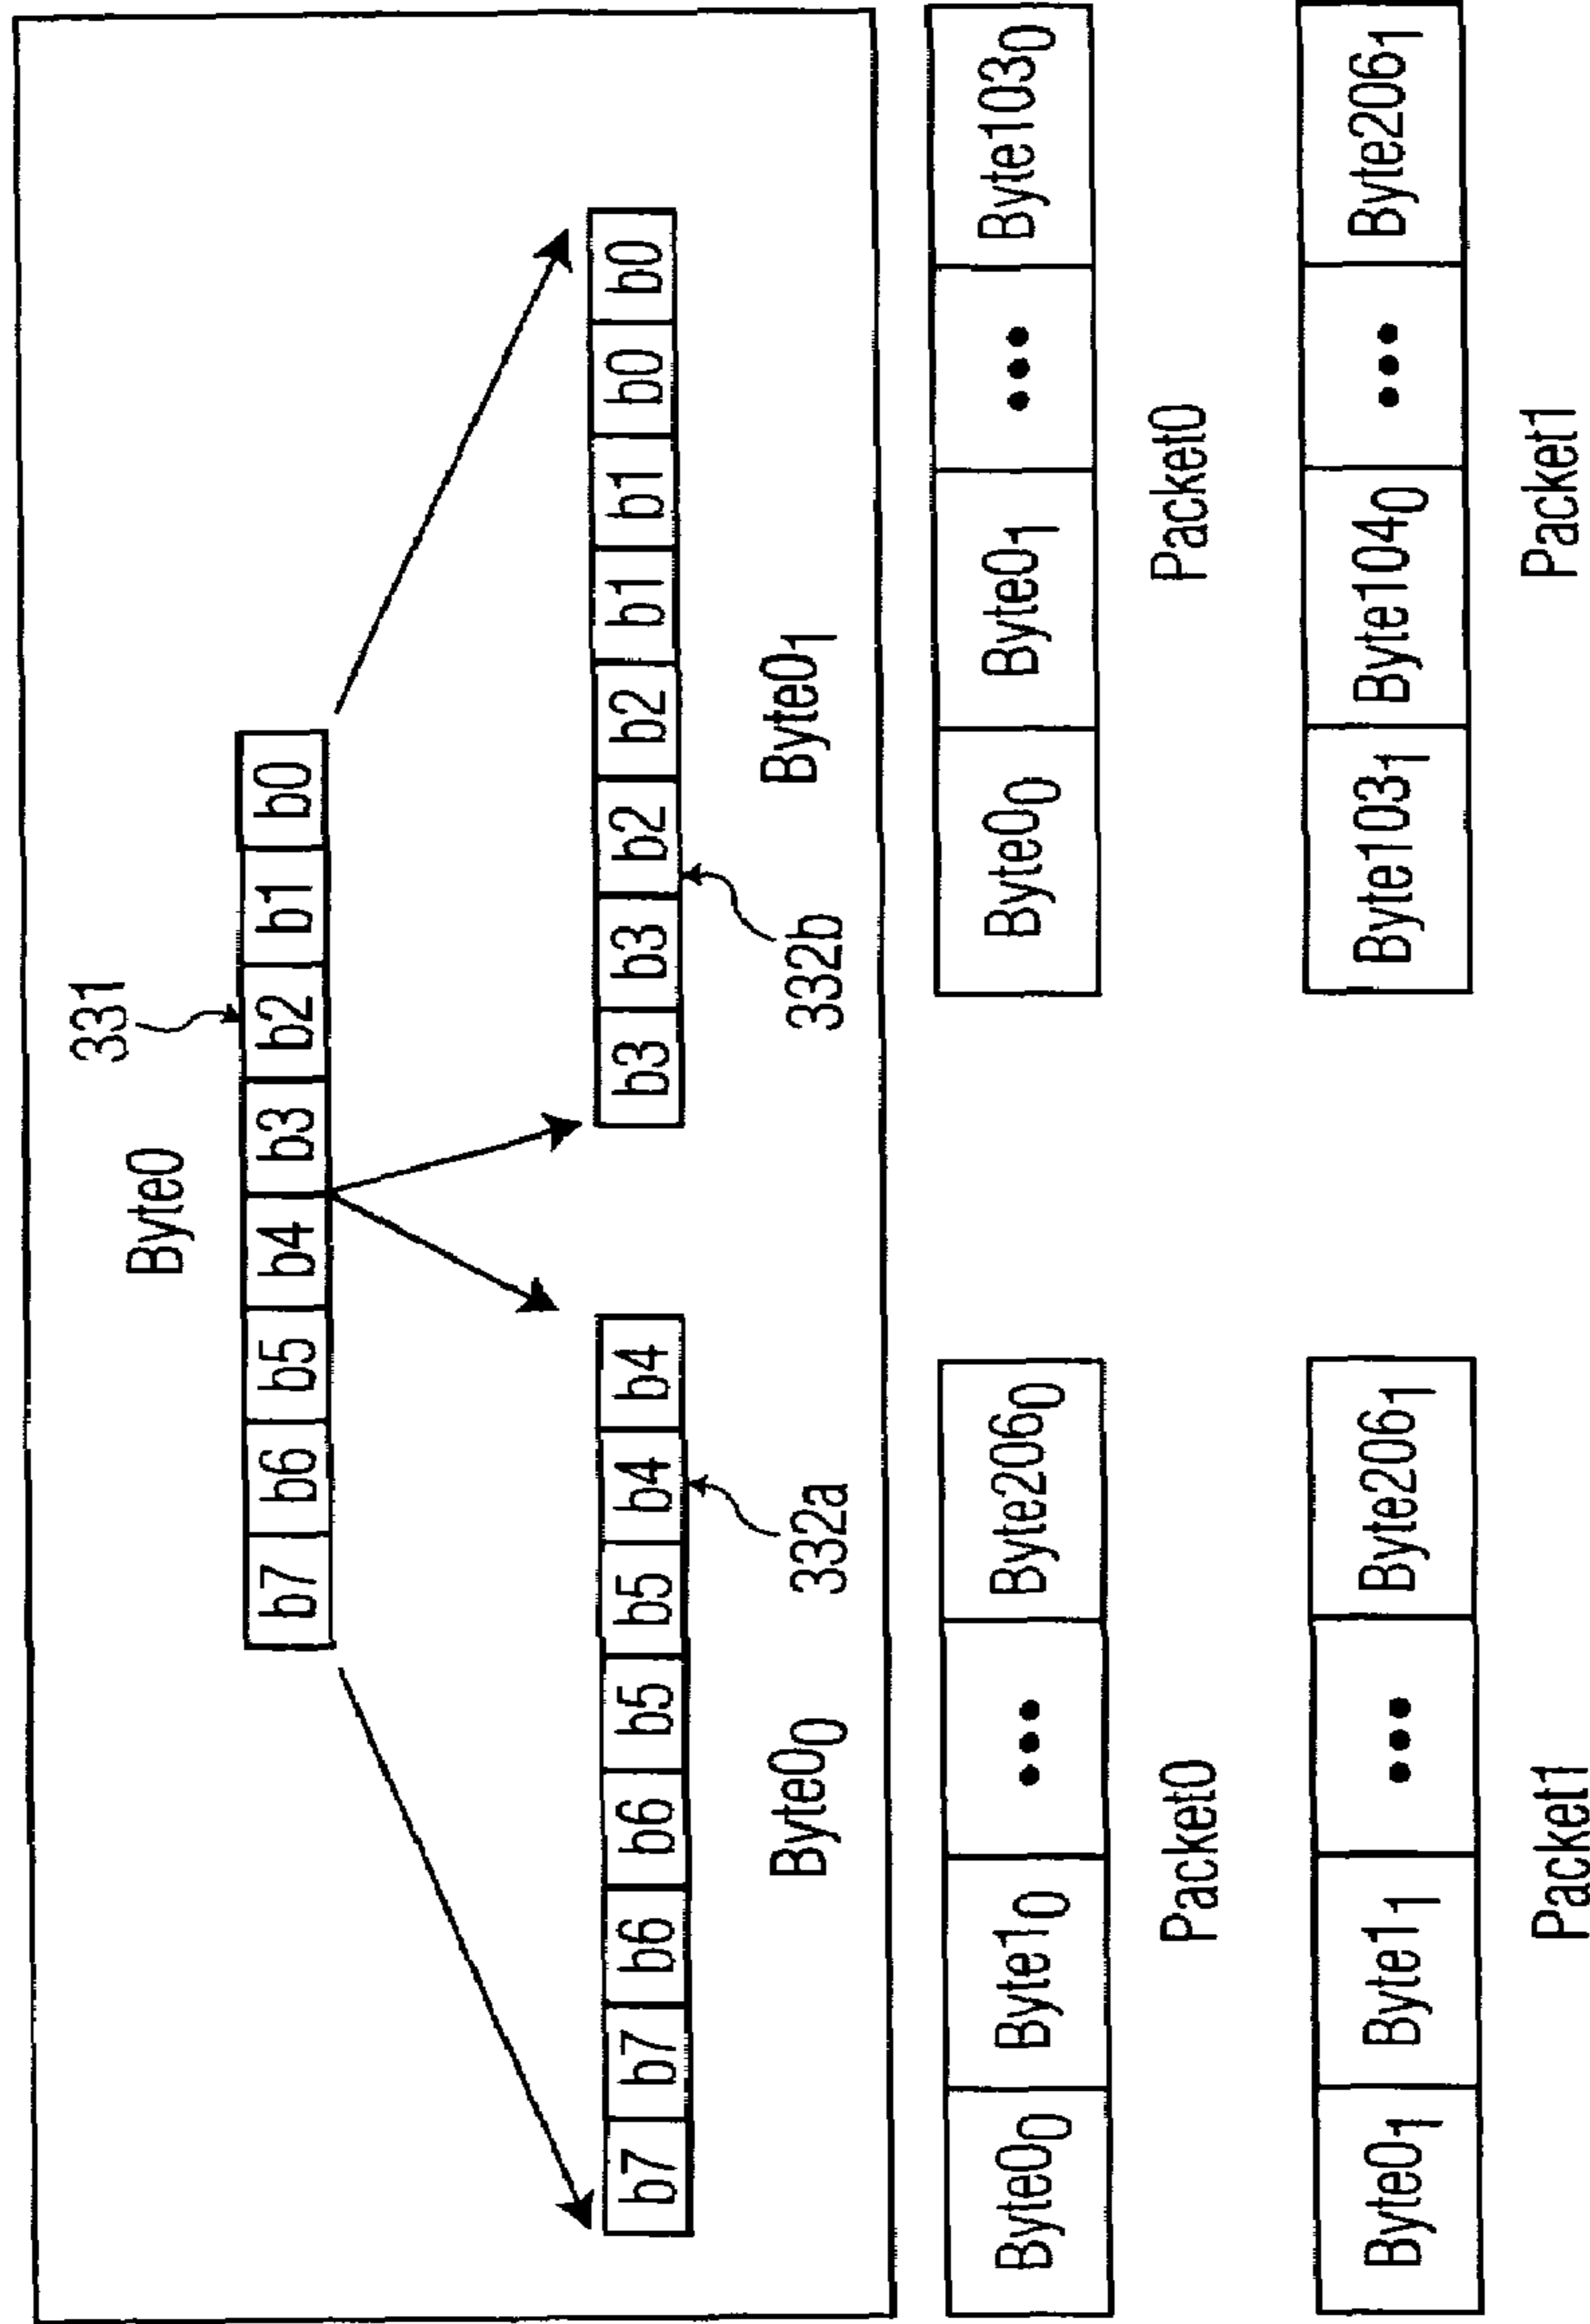 Byte0
331
b7 b6 b5 b4 b3 b2 b1 b0
b7 b7 b6 b6 b5 b5 b4 b4
b3 b3 b2 b2 b1 b1 b0 b0
332a
332b
Byte0₀
Byte0₁
Byte0₀ Byte1₀ ••• Byte206₀
Packet0
Byte0₁ Byte1₁ ••• Byte206₁
Packet1
Byte0₀ Byte0₁ ••• Byte103₀
Packet0
Byte103₁ Byte104₀ ••• Byte206₁
Packet1